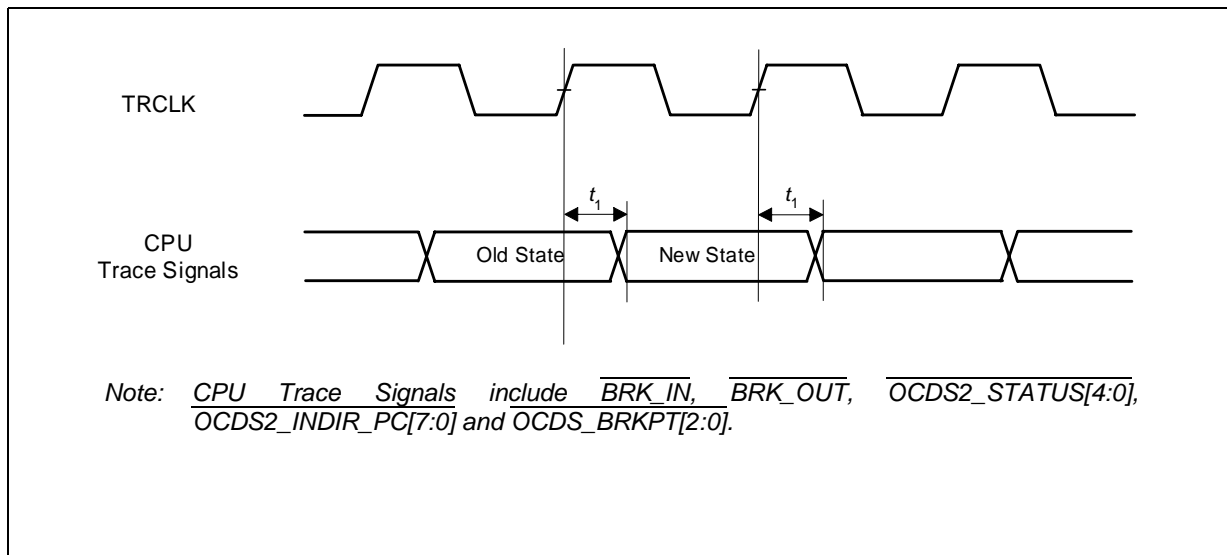 TRCLK
t1
t1
CPU
Trace Signals
Old State
New State
Note: CPU Trace Signals include BRK_IN, BRK_OUT, OCDS2_STATUS[4:0],
OCDS2_INDIR_PC[7:0] and OCDS_BRKPT[2:0].